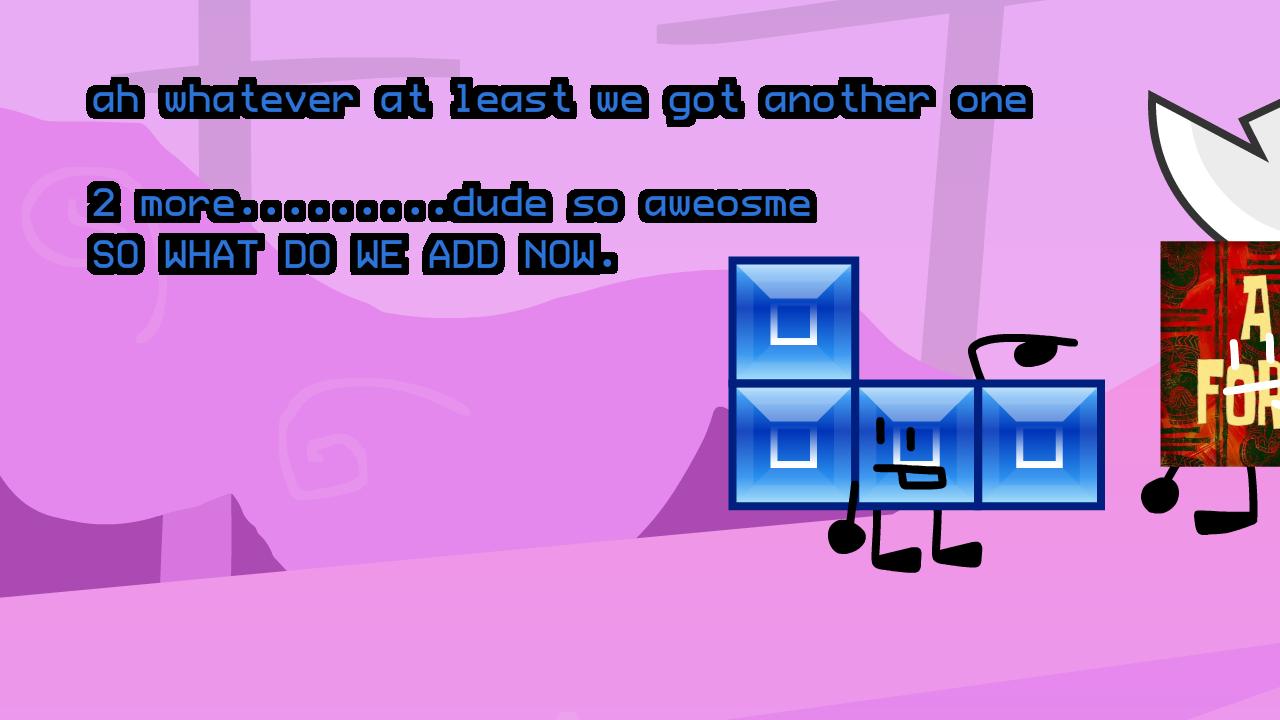 ah whatever at least we got another one
2 more.........dude so aweosme
SO WHAT DO WE ADD NOW.
A
FOR